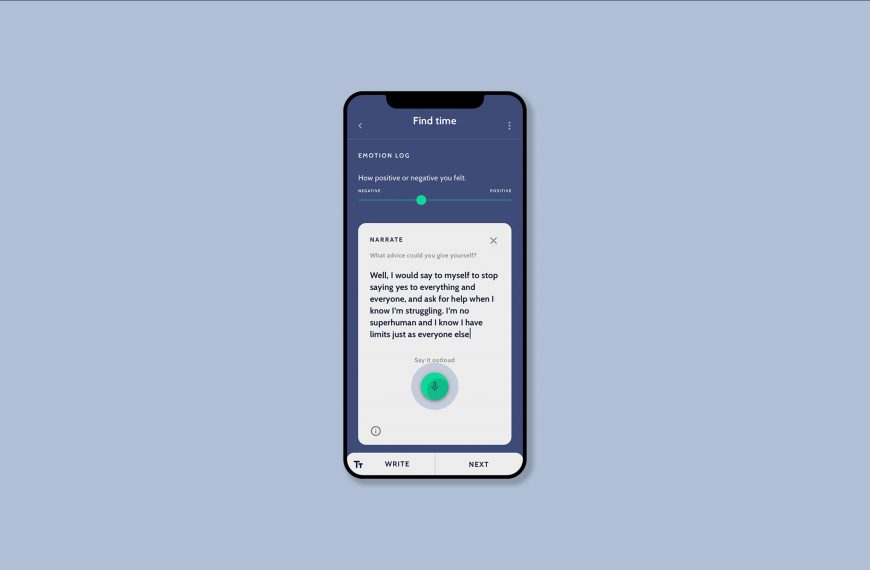 Find time
EMOTION LOG
How positive or negative you felt.
NEGATIVE POSITIVE
NARRATE
What advice could you give yourself?
Well, I would say to myself to stop
saying yes to everything and
everyone, and ask for help when I
know I'm struggling. I'm no
superhuman and I know I have
limits just as everyone else
Say it outloud
Tт WRITE NEXT